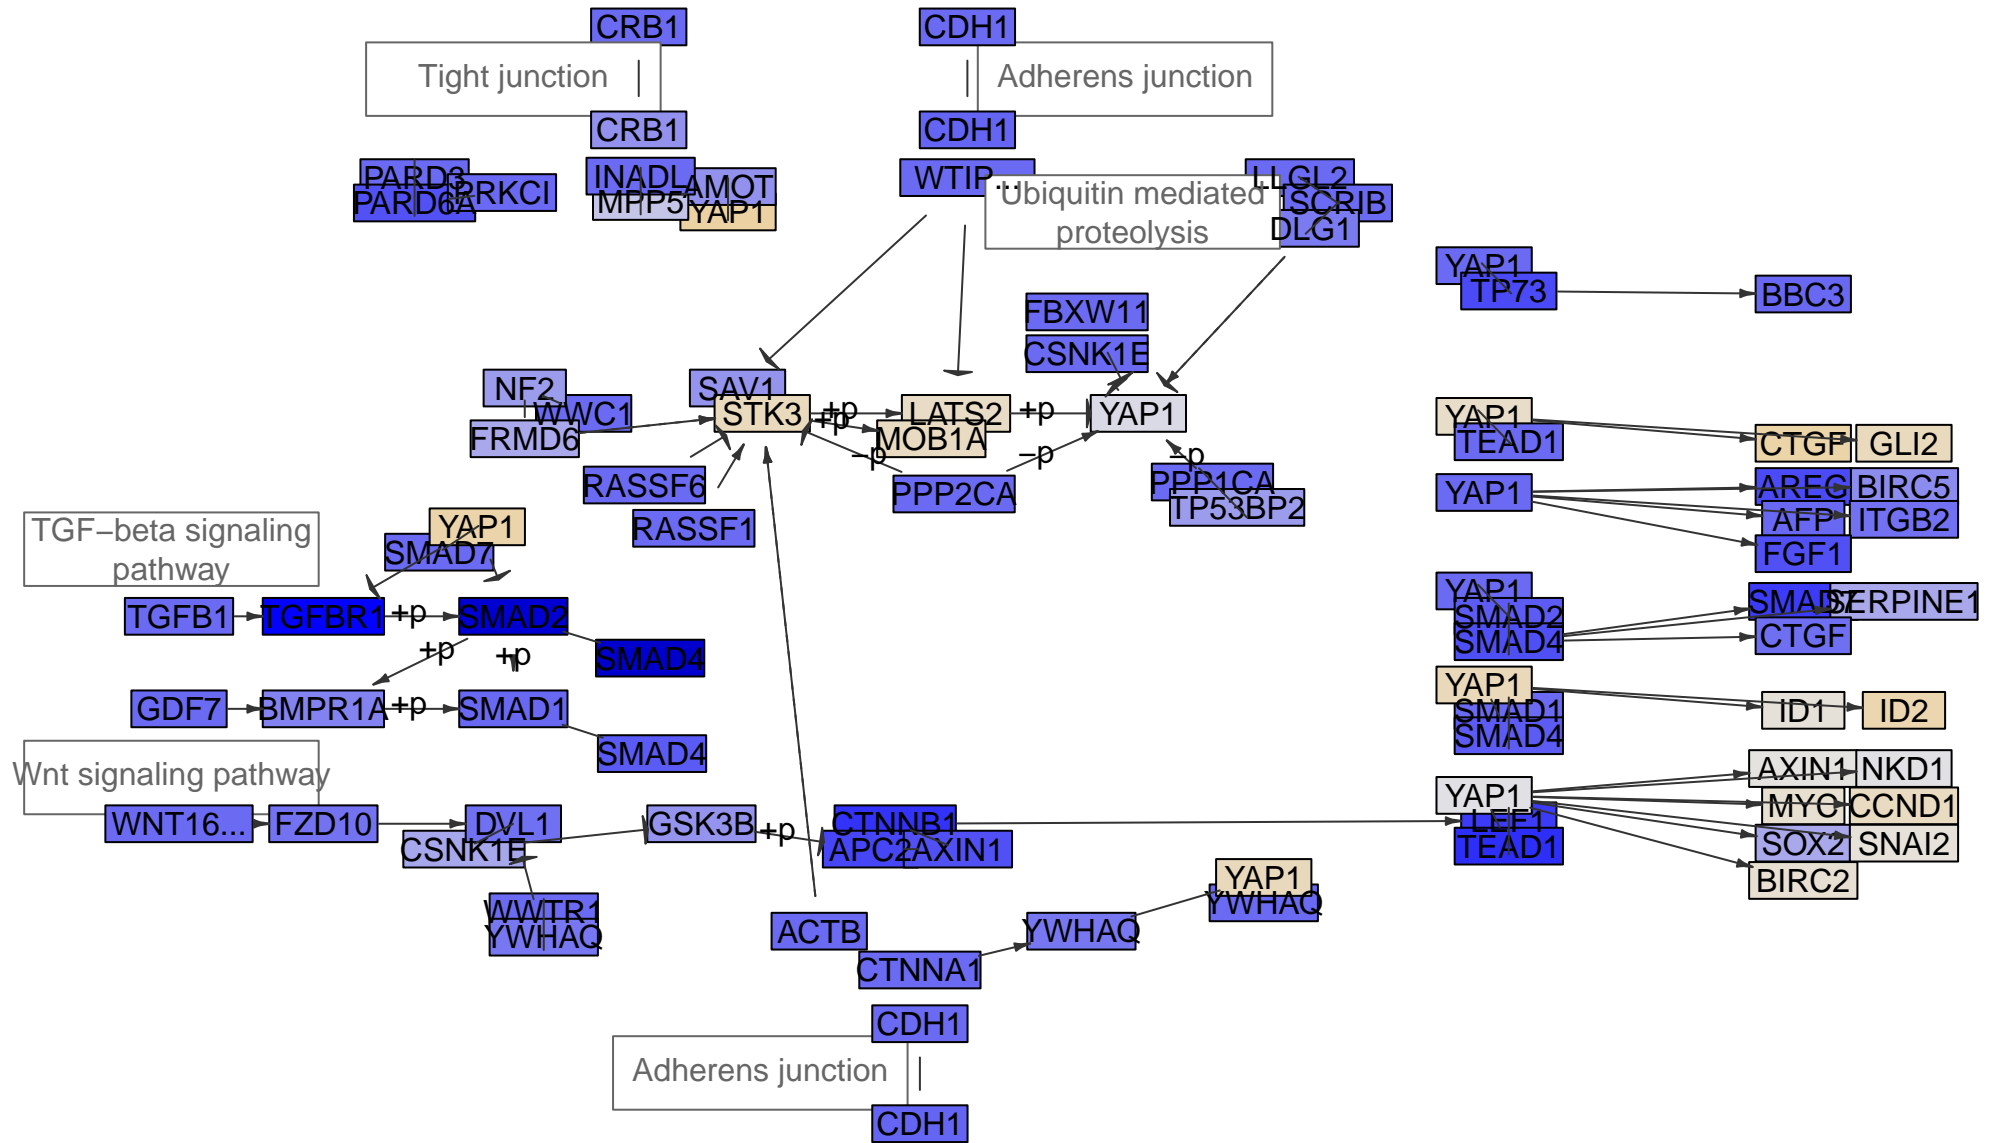 CRB1
CDH1
Tight junction
Adherens junction
CRB1
CDH1
PARD3
PRKCI
PARD6A
INADL
AMOT
MPP5
YAP1
WTIP...
Ubiquitin mediated
proteolysis
LLGL2
SCRIB
DLG1
YAP1
TP73
BBC3
FBXW11
CSNK1E
NF2
WWC1
FRMD6
SAV1
STK3
+p
+p
LATS2
MOB1A
+p
YAP1
−p
−p
−p
RASSF6
RASSF1
PPP2CA
PPP1CA
TP53BP2
YAP1
TEAD1
CTGF
GLI2
YAP1
AREG
BIRC5
AFP
ITGB2
FGF1
TGF−beta signaling
pathway
YAP1
SMAD7
TGFB1
TGFBR1
+p
SMAD2
SMAD4
+p
+p
GDF7
BMPR1A
+p
SMAD1
SMAD4
YAP1
SMAD2
SMAD4
SMAD7
SERPINE1
CTGF
YAP1
SMAD1
SMAD4
ID1
ID2
Wnt signaling pathway
WNT16...
FZD10
DVL1
CSNK1E
GSK3B
+p
CTNNB1
APC2
AXIN1
YAP1
LEF1
TEAD1
AXIN1
NKD1
MYC
CCND1
SOX2
SNAI2
BIRC2
WWTR1
YWHAQ
ACTB
CTNNA1
YWHAQ
YAP1
YWHAQ
CDH1
Adherens junction
CDH1